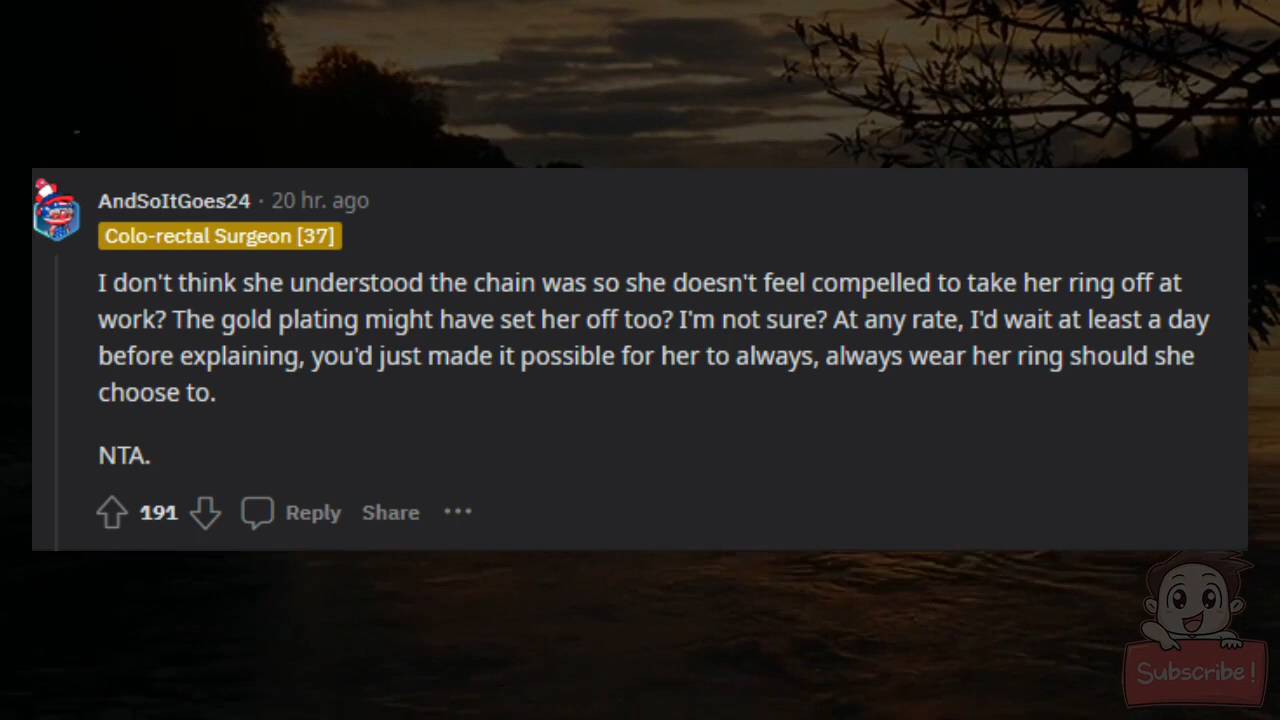 AndSoItGoes24 · 20 hr. ago
Colo-rectal Surgeon [37]
I don't think she understood the chain was so she doesn't feel compelled to take her ring off at
work? The gold plating might have set her off too? I'm not sure? At any rate, I'd wait at least a day
before explaining, you'd just made it possible for her to always, always wear her ring should she
choose to.
NTA.
191 Reply Share ···
Subscribe!